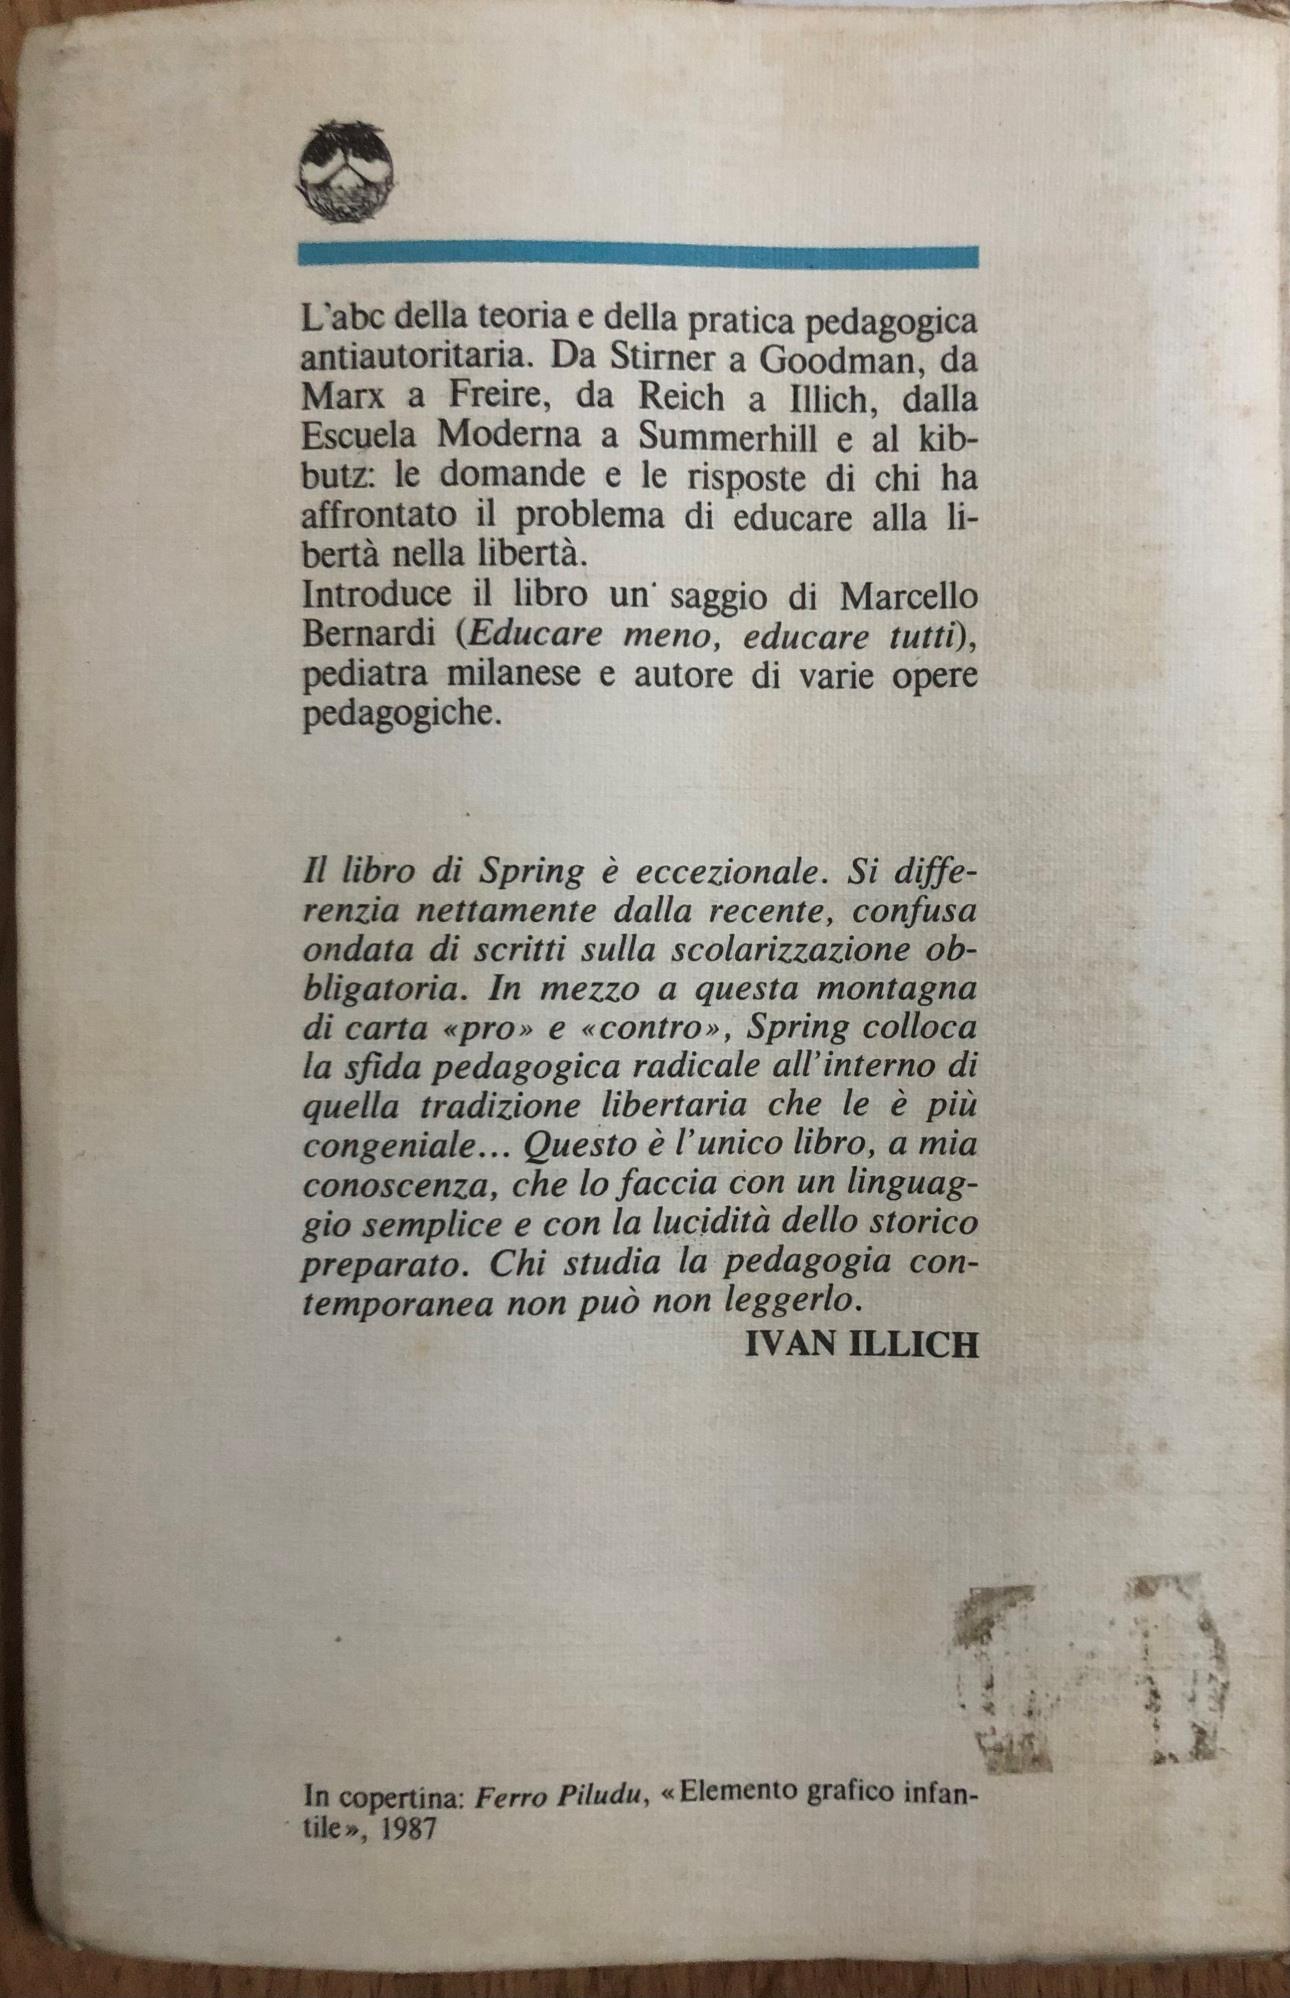 L'abc della teoria e della pratica pedagogica
antiautoritaria. Da Stirner a Goodman, da
Marx a Freire, da Reich a Illich, dalla
Escuela Moderna a Summerhill e al kib-
butz: le domande e le risposte di chi ha
affrontato il problema di educare alla li-
bertà nella libertà.
Introduce il libro un' saggio di Marcello
Bernardi (Educare meno, educare tutti),
pediatra milanese e autore di varie opere
pedagogiche.
Il libro di Spring è eccezionale. Si diffe-
renzia nettamente dalla recente, confusa
ondata di scritti sulla scolarizzazione ob-
bligatoria. In mezzo a questa montagna
di carta «pro» e «contro», Spring colloca
la sfida pedagogica radicale all'interno di
quella tradizione libertaria che le è più
congeniale... Questo è l'unico libro, a mia
conoscenza, che lo faccia con un linguag-
gio semplice e con la lucidità dello storico
preparato. Chi studia la pedagogia con-
temporanea non può non leggerlo.
IVAN ILLICH
In copertina: Ferro Piludu, «Elemento grafico infan-
tile», 1987